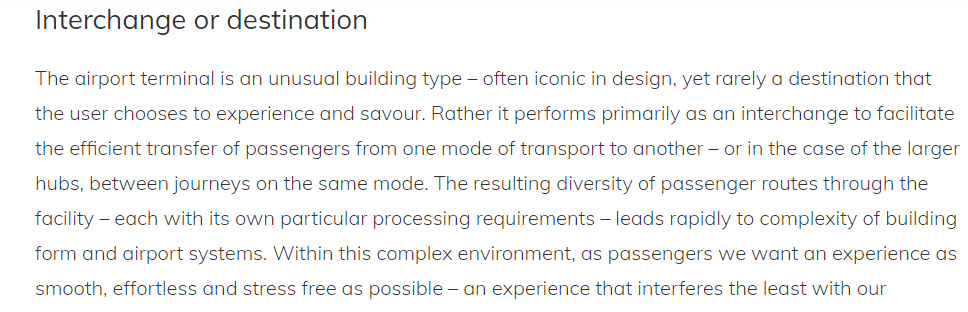 Interchange or destination
The airport terminal is an unusual building type – often iconic in design, yet rarely a destination that
the user chooses to experience and savour. Rather it performs primarily as an interchange to facilitate
the efficient transfer of passengers from one mode of transport to another – or in the case of the larger
hubs, between journeys on the same mode. The resulting diversity of passenger routes through the
facility – each with its own particular processing requirements – leads rapidly to complexity of building
form and airport systems. Within this complex environment, as passengers we want an experience as
smooth, effortless and stress free as possible – an experience that interferes the least with our